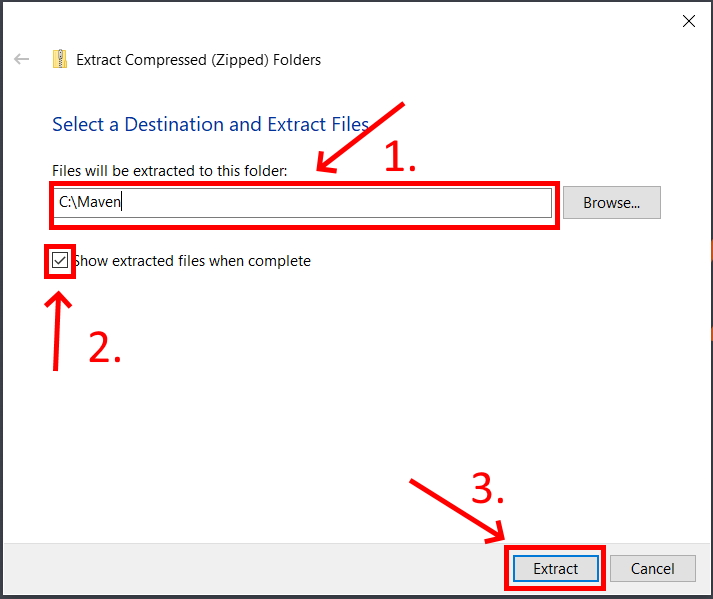 Extract Compressed (Zipped) Folders
Select a Destination and Extract Files
1.
Files will be extracted to this folder:
C:\Maven
Browse...
Show extracted files when complete
2.
3.
Extract
Cancel